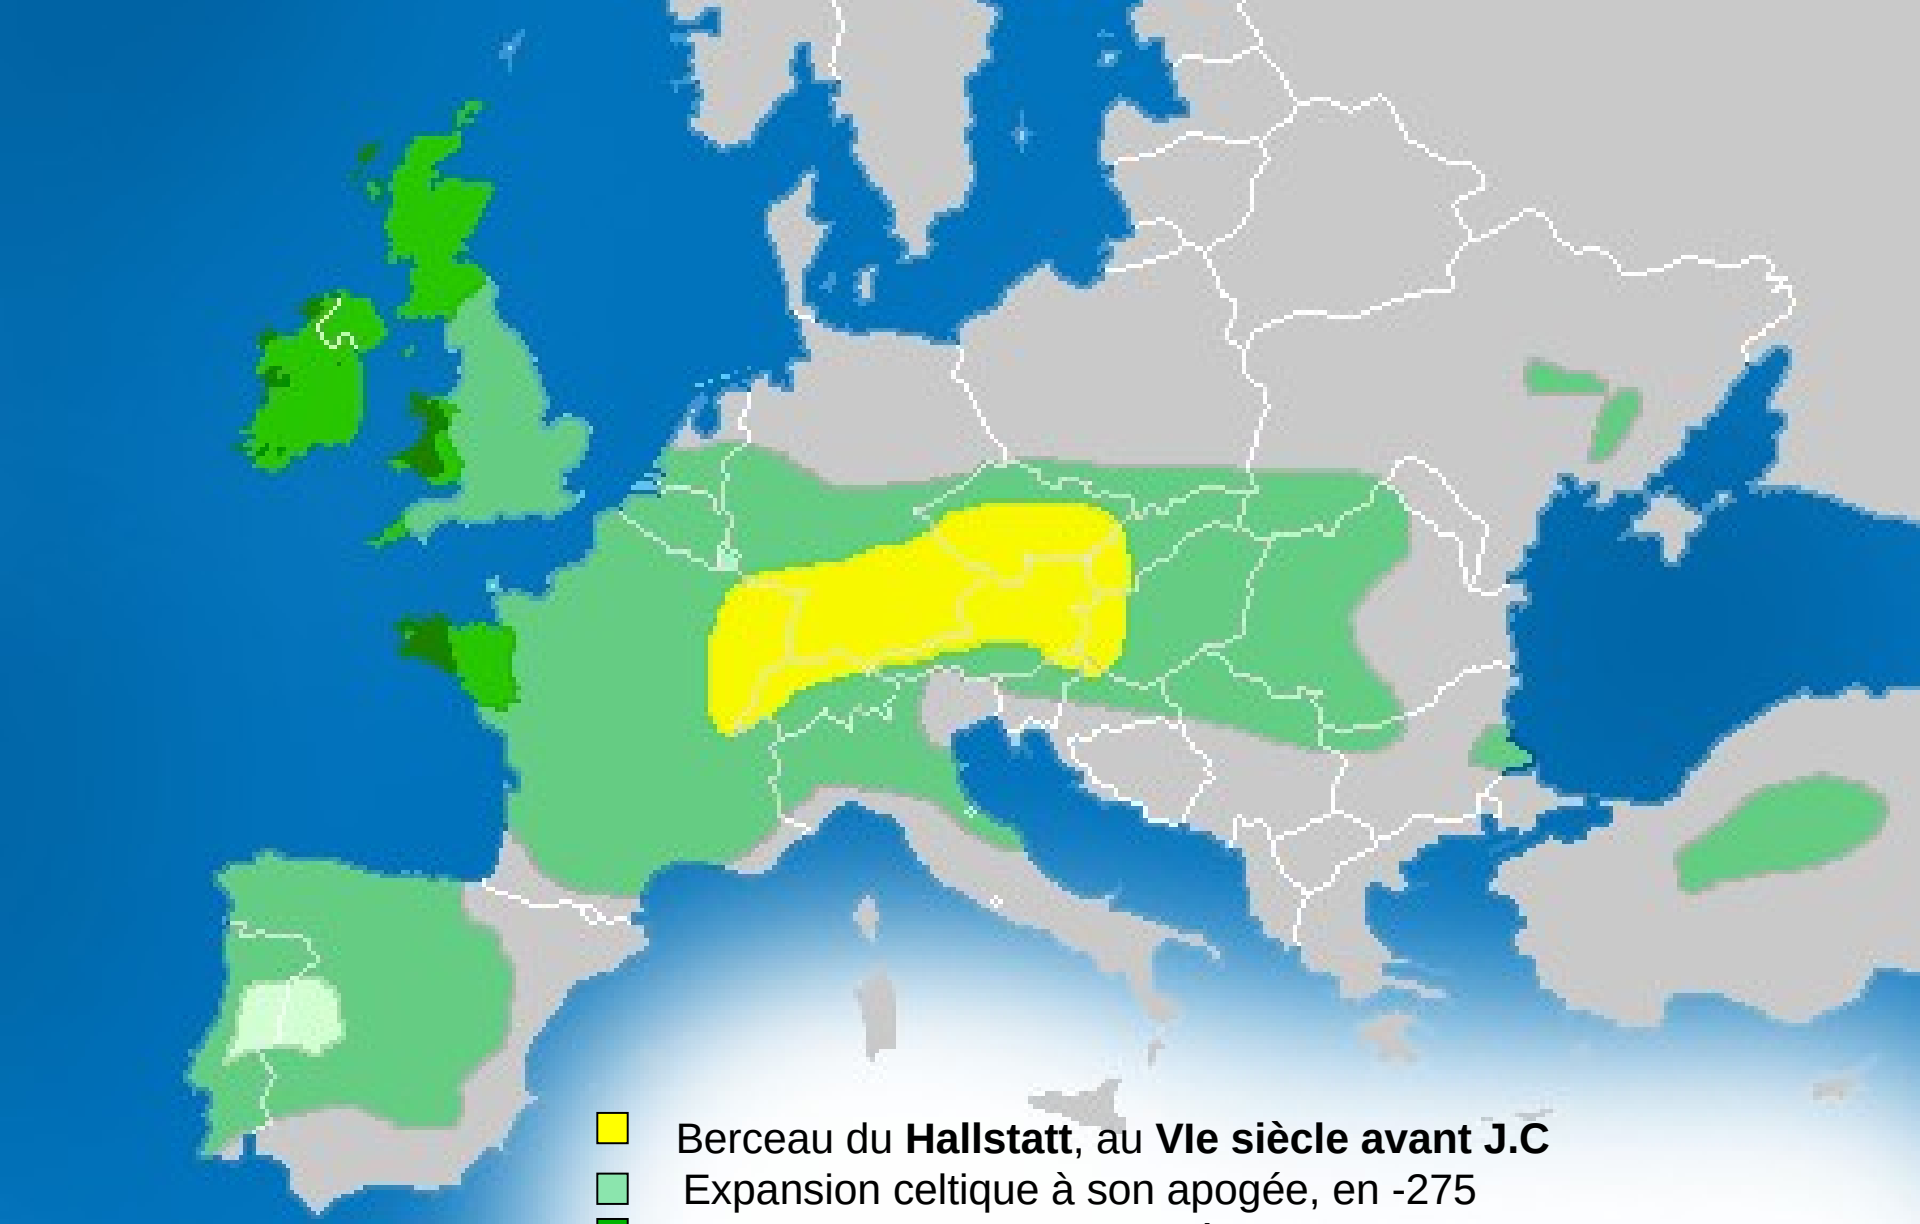 Berceau du Hallstatt, au VIe siècle avant J.C
Expansion celtique à son apogée, en -275